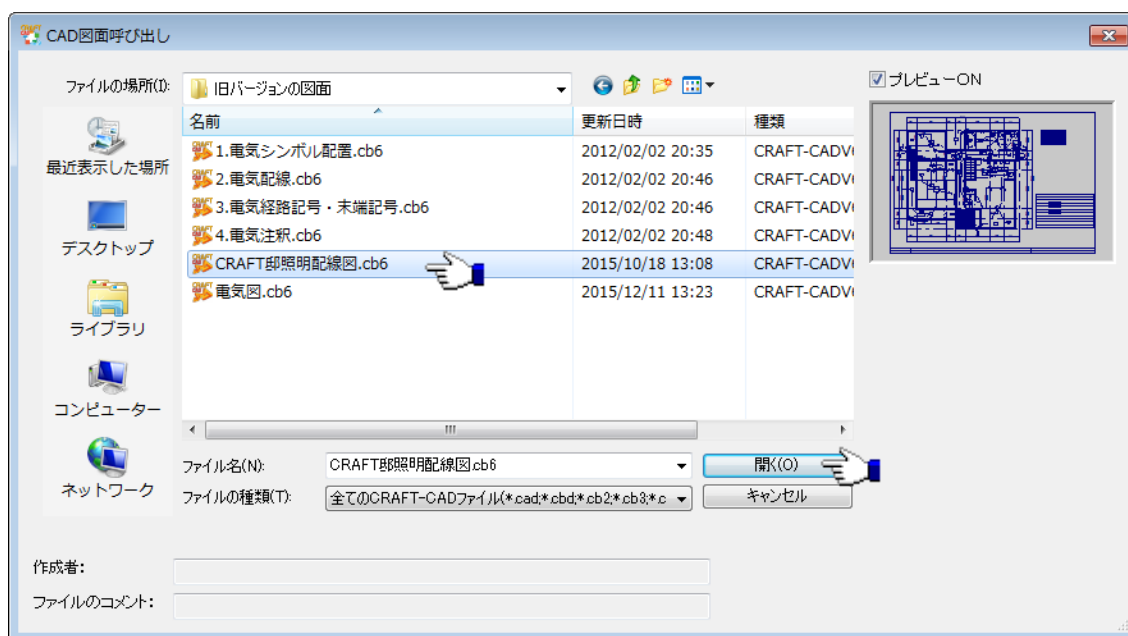 CAD図面呼び出し
ファイルの場所(I):
旧バージョンの図面
プレビューON
最近表示した場所
デスクトップ
ライブラリ
コンピューター
ネットワーク
名前 更新日時 種類
1.電気シンボル配置.cb6 2012/02/02 20:35 CRAFT-CADV
2.電気配線.cb6 2012/02/02 20:46 CRAFT-CADV
3.電気経路記号・末端記号.cb6 2012/02/02 20:46 CRAFT-CADV
4.電気注釈.cb6 2012/02/02 20:48 CRAFT-CADV
CRAFT邸照明配線図.cb6 2015/10/18 13:08 CRAFT-CADV
電気図.cb6 2015/12/11 13:23 CRAFT-CADV
ファイル名(N): CRAFT邸照明配線図.cb6 開く(O)
ファイルの種類(T): 全てのCRAFT-CADファイル(*.cad;*.cbd;*.cb2;*.cb3;*.c キャンセル
作成者:
ファイルのコメント: